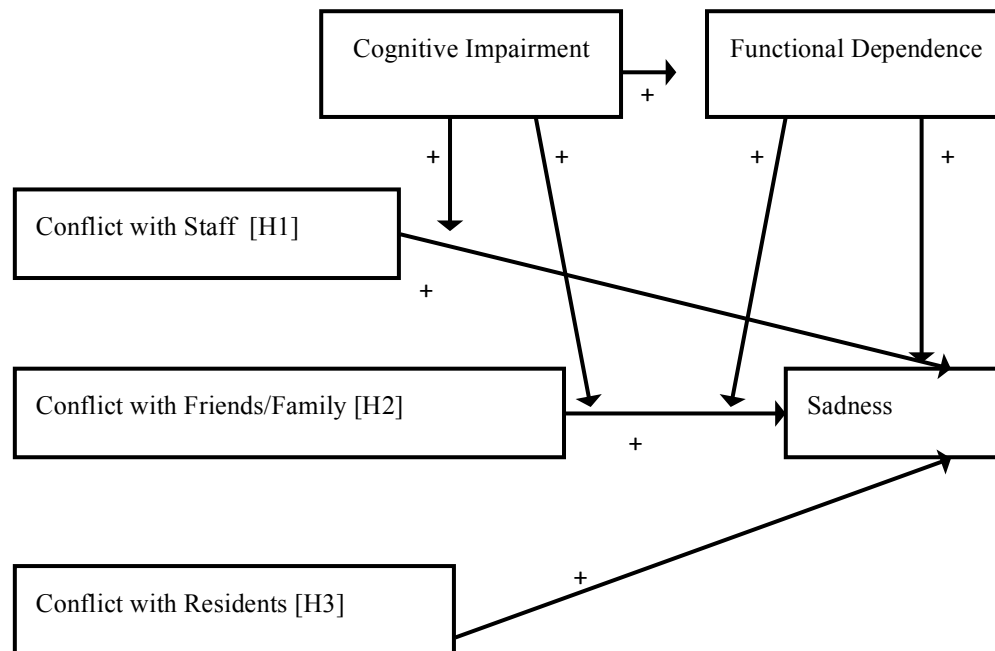 Cognitive Impairment
Functional Dependence
+
+
+
+
+
Conflict with Staff [H1]
+
Conflict with Friends/Family [H2]
Sadness
+
+
Conflict with Residents [H3]